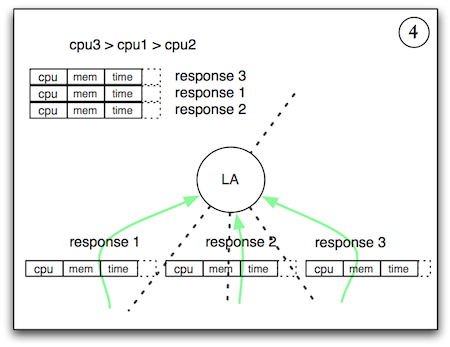 4
cpu3 > cpu1 > cpu2
cpu mem time response 3
cpu mem time response 1
cpu mem time response 2
LA
response 1 response 2 response 3
cpu mem time cpu mem time cpu mem time